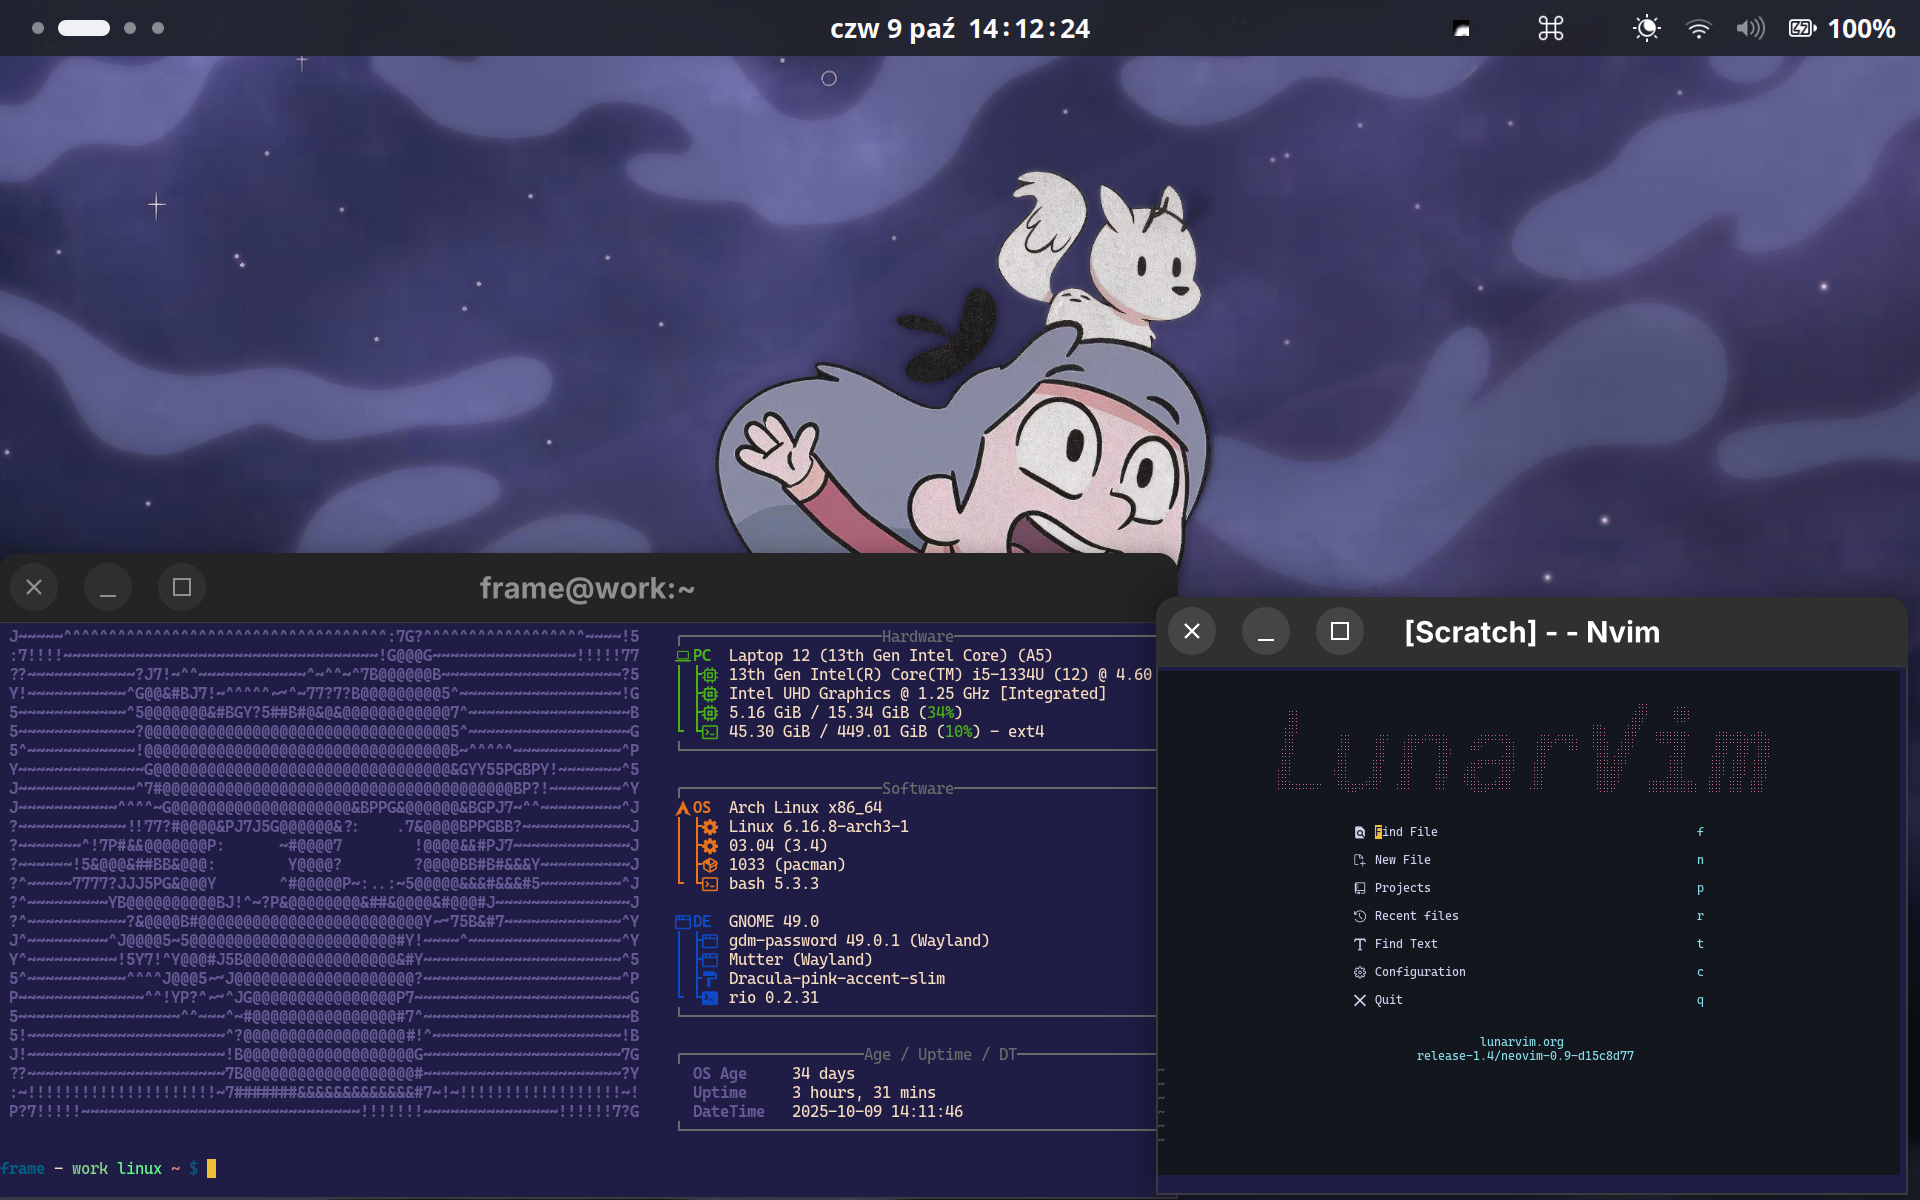 czw 9 paź 14:12:24
100%
frame@work:~
Hardware
PC Laptop 12 (13th Gen Intel Core) (A5)
13th Gen Intel(R) Core(TM) i5-1334U (12) @ 4.60
Intel UHD Graphics @ 1.25 GHz [Integrated]
5.16 GiB / 15.34 GiB (34%)
45.30 GiB / 449.01 GiB (10%) - ext4
Software
OS Arch Linux x86_64
Linux 6.16.8-arch3-1
03.04 (3.4)
1033 (pacman)
bash 5.3.3
DE GNOME 49.0
gdm-password 49.0.1 (Wayland)
Mutter (Wayland)
Dracula-pink-accent-slim
rio 0.2.31
Age / Uptime / DT
OS Age 34 days
Uptime 3 hours, 31 mins
DateTime 2025-10-09 14:11:46
frame - work linux ~ $
[Scratch] - - Nvim
LunarVim
Find File f
New File n
Projects p
Recent files r
Find Text t
Configuration c
Quit q
lunarvim.org
release-1.4/neovim-0.9-d15c8d77
~
~
~
~
~
~